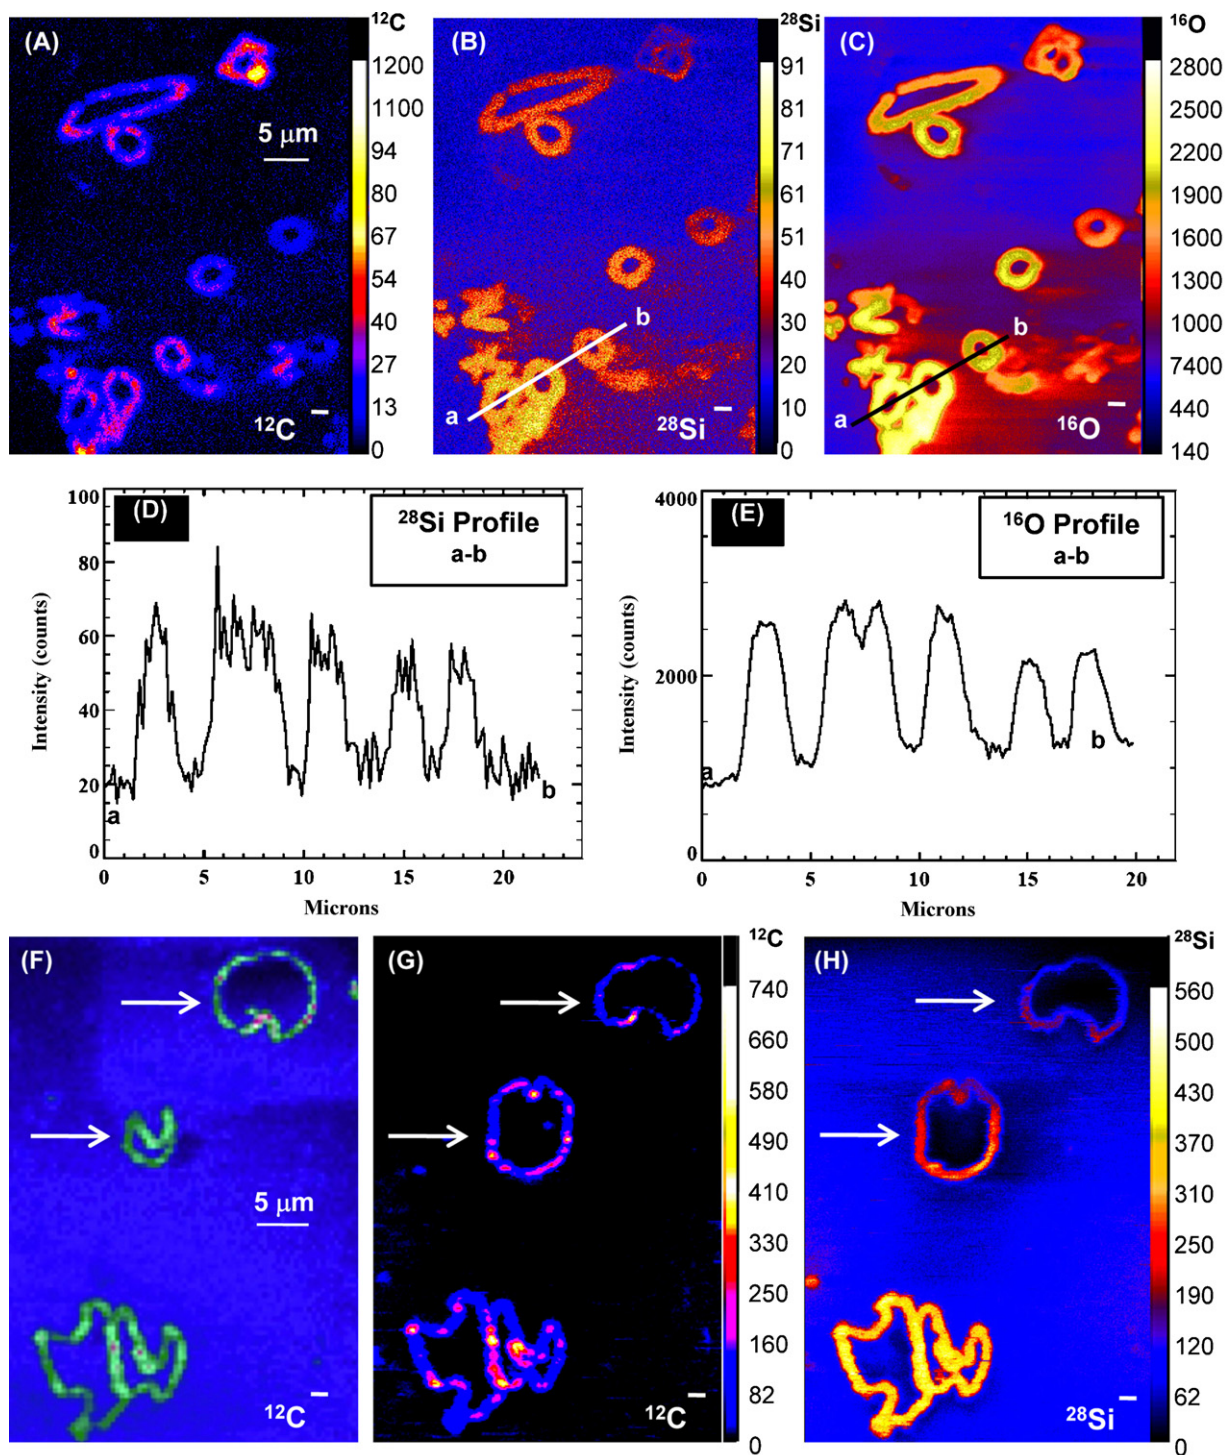 (A)
12C
1200
1100
94
80
67
54
40
27
13
0
5 μm
12C
(B)
28Si
91
81
71
61
51
40
30
20
10
0
a
b
28Si
(C)
16O
2800
2500
2200
1900
1600
1300
1000
7400
440
140
a
b
16O
(D)
28Si Profile
a-b
100
80
60
40
20
0
Intensity (counts)
a
b
0 5 10 15 20
Microns
(E)
16O Profile
a-b
4000
2000
0
Intensity (counts)
a
b
0 5 10 15 20
Microns
(F)
5 μm
12C
(G)
12C
740
660
580
490
410
330
250
160
82
0
12C
(H)
28Si
560
500
430
370
310
250
190
120
62
0
28Si